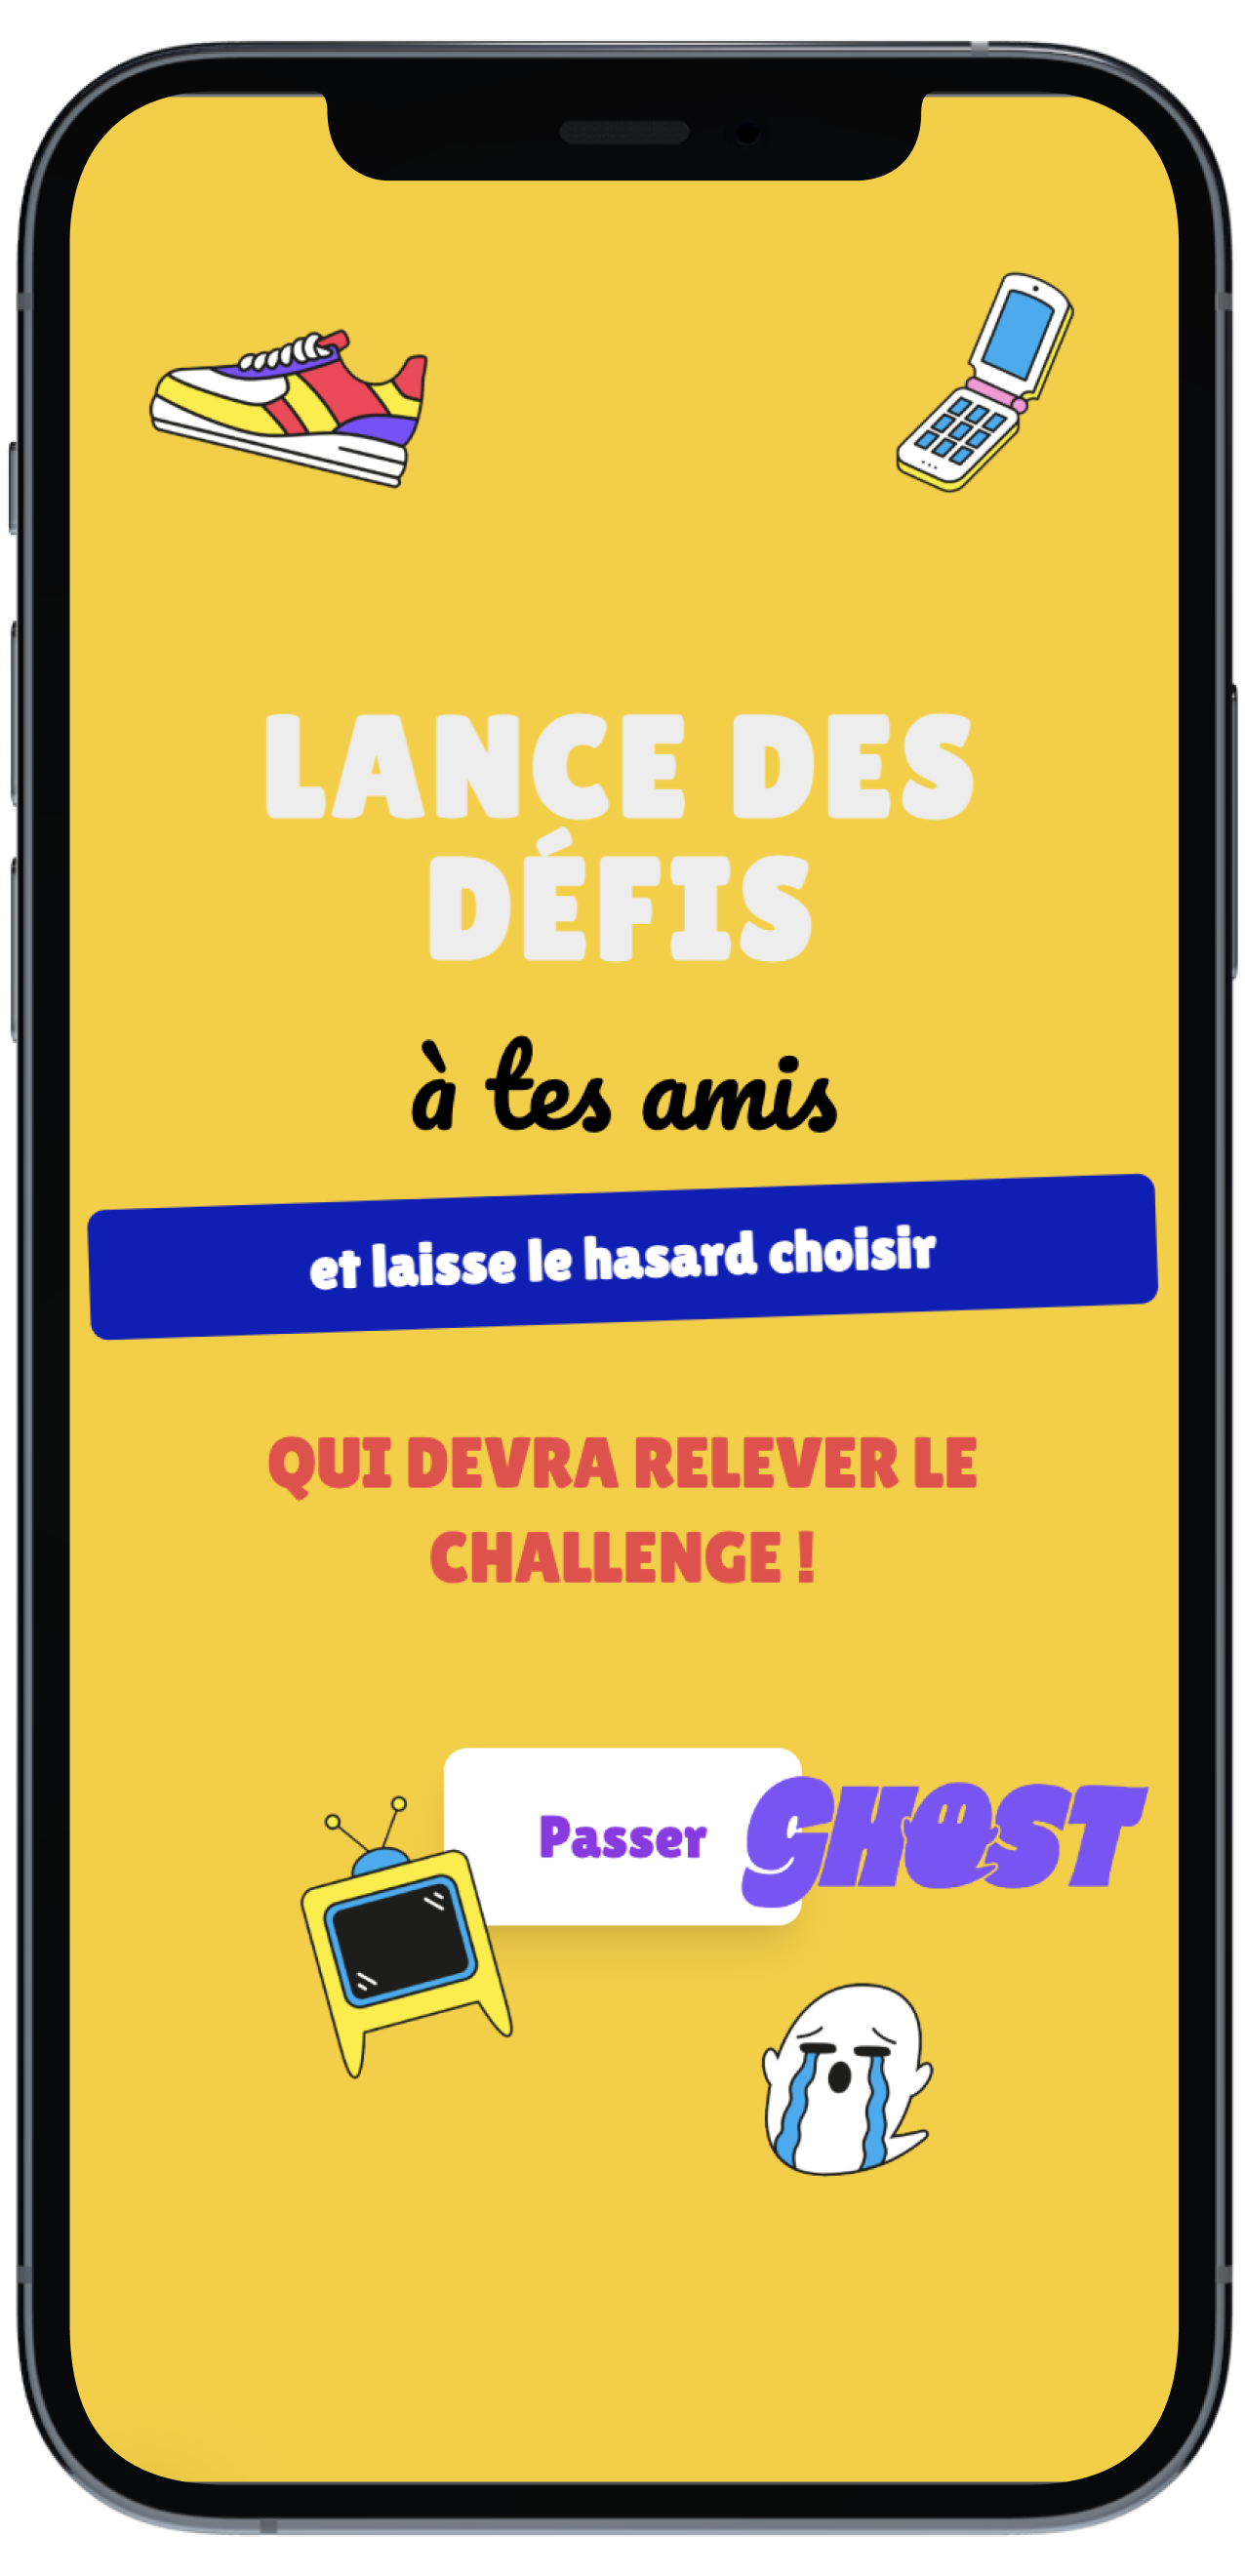 LANCE DES
DÉFIS
à tes amis
et laisse le hasard choisir
QUI DEVRA RELEVER LE
CHALLENGE !
Passer
GHOST